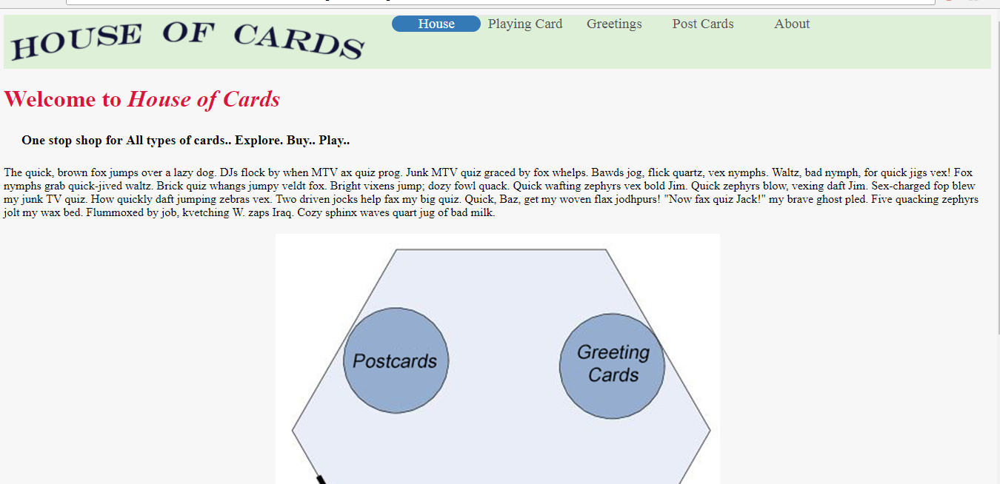 HOUSE OF CARDS
House Playing Card Greetings Post Cards About
Welcome to House of Cards
One stop shop for All types of cards.. Explore. Buy.. Play..
The quick, brown fox jumps over a lazy dog. DJs flock by when MTV ax quiz prog. Junk MTV quiz graced by fox whelps. Bawds jog, flick quartz, vex nymphs. Waltz, bad nymph, for quick jigs vex! Fox
nymphs grab quick-jived waltz. Brick quiz whangs jumpy veldt fox. Bright vixens jump; dozy fowl quack. Quick wafting zephyrs vex bold Jim. Quick zephyrs blow, vexing daft Jim. Sex-charged fop blew
my junk TV quiz. How quickly daft jumping zebras vex. Two driven jocks help fax my big quiz. Quick, Baz, get my woven flax jodhpurs! "Now fax quiz Jack!" my brave ghost pled. Five quacking zephyrs
jolt my wax bed. Flummoxed by job, kvetching W. zaps Iraq. Cozy sphinx waves quart jug of bad milk.
Postcards
Greeting
Cards